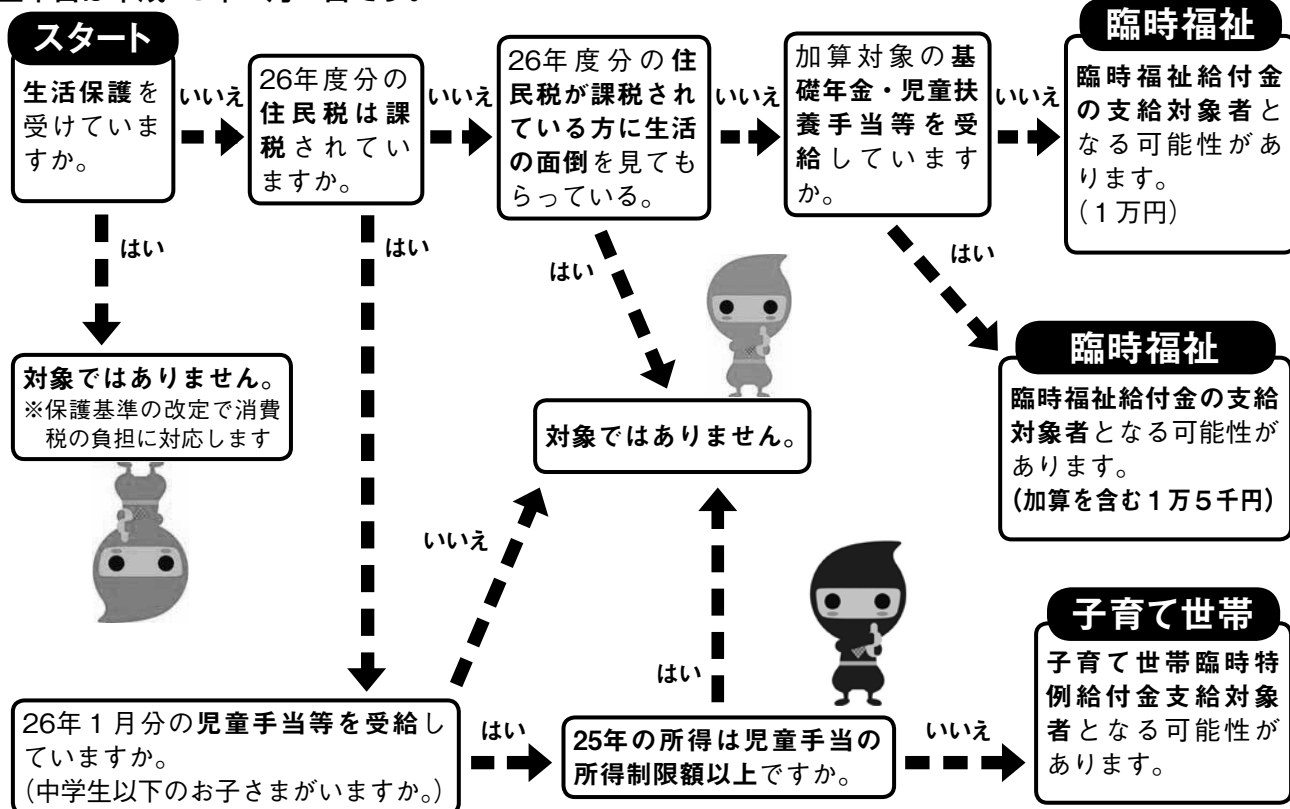 スタート
生活保護を
受けていま
すか。
いいえ
26年度分の
住民税は課
税されてい
ますか。
いいえ
26年度分の住
民税が課税され
ている方に生活
の面倒を見ても
らっている。
いいえ
加算対象の基
礎年金・児童扶
養手当等を受
給しています
か。
いいえ
臨時福祉
臨時福祉給付金
の支給対象者と
なる可能性があ
ります。
(1万円)
はい
はい
はい
はい
対象ではありません。
※保護基準の改定で消費
税の負担に対応します
対象ではありません。
臨時福祉
臨時福祉給付金の支給
対象者となる可能性が
あります。
(加算を含む1万5千円)
いいえ
はい
26年1月分の児童手当等を受給し
ていますか。
(中学生以下のお子さまがいますか。)
はい
25年の所得は児童手当の
所得制限額以上ですか。
いいえ
子育て世帯
子育て世帯臨時特
例給付金支給対象
者となる可能性が
あります。